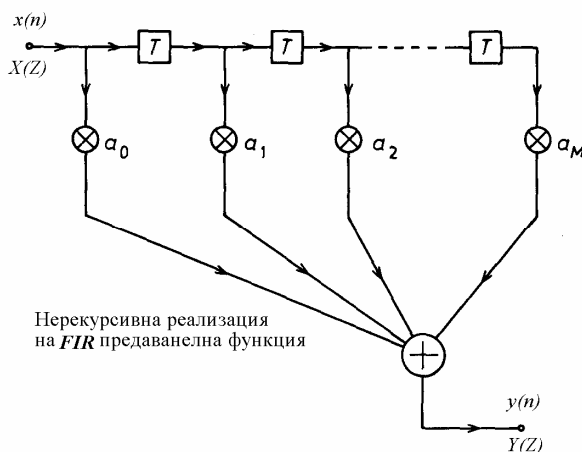 x(n)
X(Z)
T
T
T
a0
a1
a2
aM
Нерекурсивна реализация
на FIR предаванелна функция
y(n)
Y(Z)